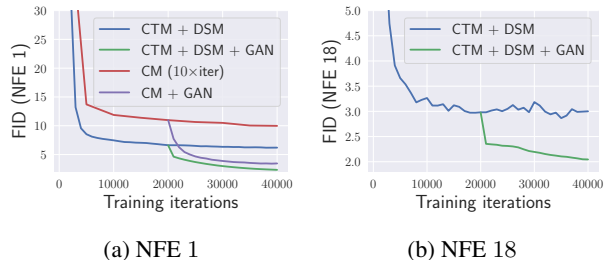 30
25
20
15
10
5
FID (NFE 1)
CTM + DSM
CTM + DSM + GAN
CM (10×iter)
CM + GAN
0 10000 20000 30000 40000
Training iterations
(a) NFE 1
5.0
4.5
4.0
3.5
3.0
2.5
2.0
FID (NFE 18)
CTM + DSM
CTM + DSM + GAN
0 10000 20000 30000 40000
Training iterations
(b) NFE 18